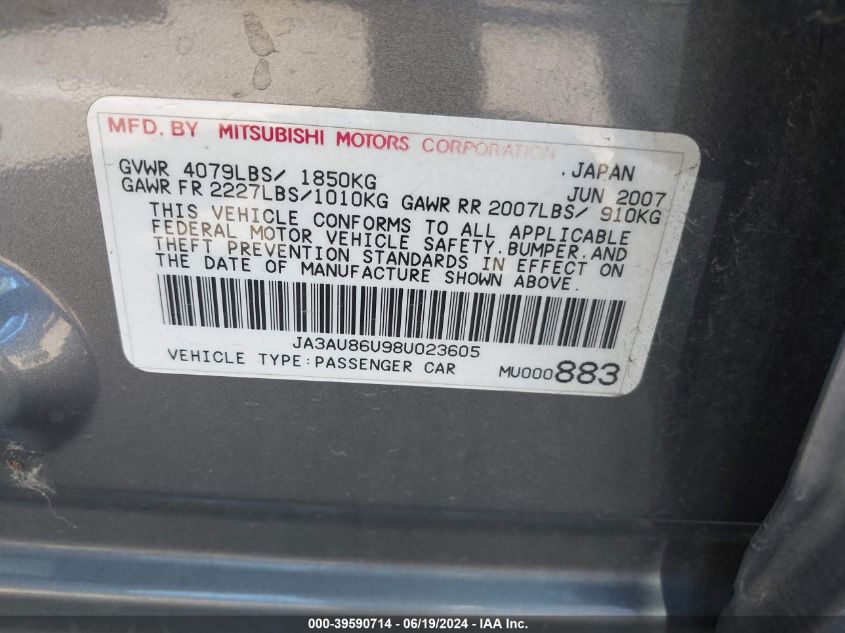 MFD. BY MITSUBISHI MOTORS CORPORATION, JAPAN
GVWR 4079LBS/ 1850KG JUN 2007
GAWR FR 2227LBS/1010KG GAWR RR 2007LBS/ 910KG
THIS VEHICLE CONFORMS TO ALL APPLICABLE
FEDERAL MOTOR VEHICLE SAFETY, BUMPER, AND
THEFT PREVENTION STANDARDS IN EFFECT ON
THE DATE OF MANUFACTURE SHOWN ABOVE.
JA3AU86U98U023605
VEHICLE TYPE:PASSENGER CAR MU000883
000-39590714 - 06/19/2024 - IAA Inc.